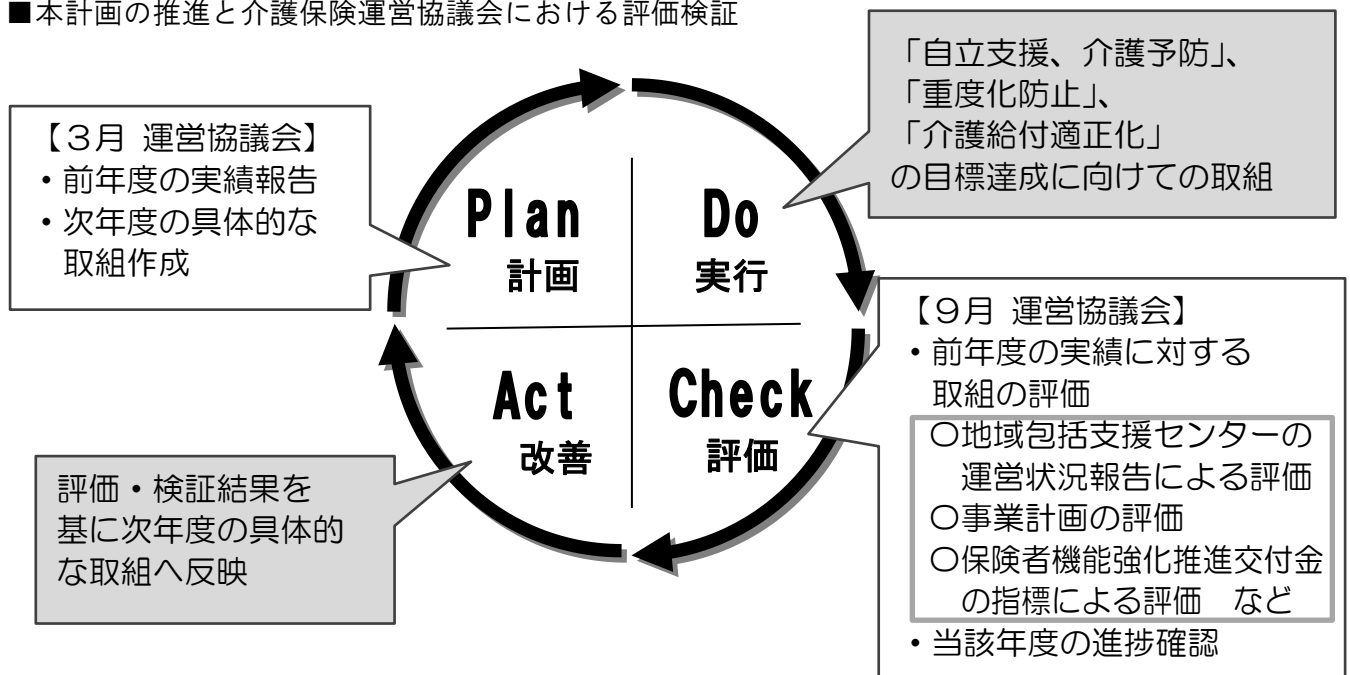 ■本計画の推進と介護保険運営協議会における評価検証
【３月 運営協議会】
・前年度の実績報告
・次年度の具体的な
取組作成
Plan
計画
Do
実行
「自立支援、介護予防」、
「重度化防止」、
「介護給付適正化」
の目標達成に向けての取組
Act
改善
Check
評価
【９月 運営協議会】
・前年度の実績に対する
取組の評価
〇地域包括支援センターの
運営状況報告による評価
〇事業計画の評価
〇保険者機能強化推進交付金
の指標による評価　など
・当該年度の進捗確認
評価・検証結果を
基に次年度の具体的
な取組へ反映